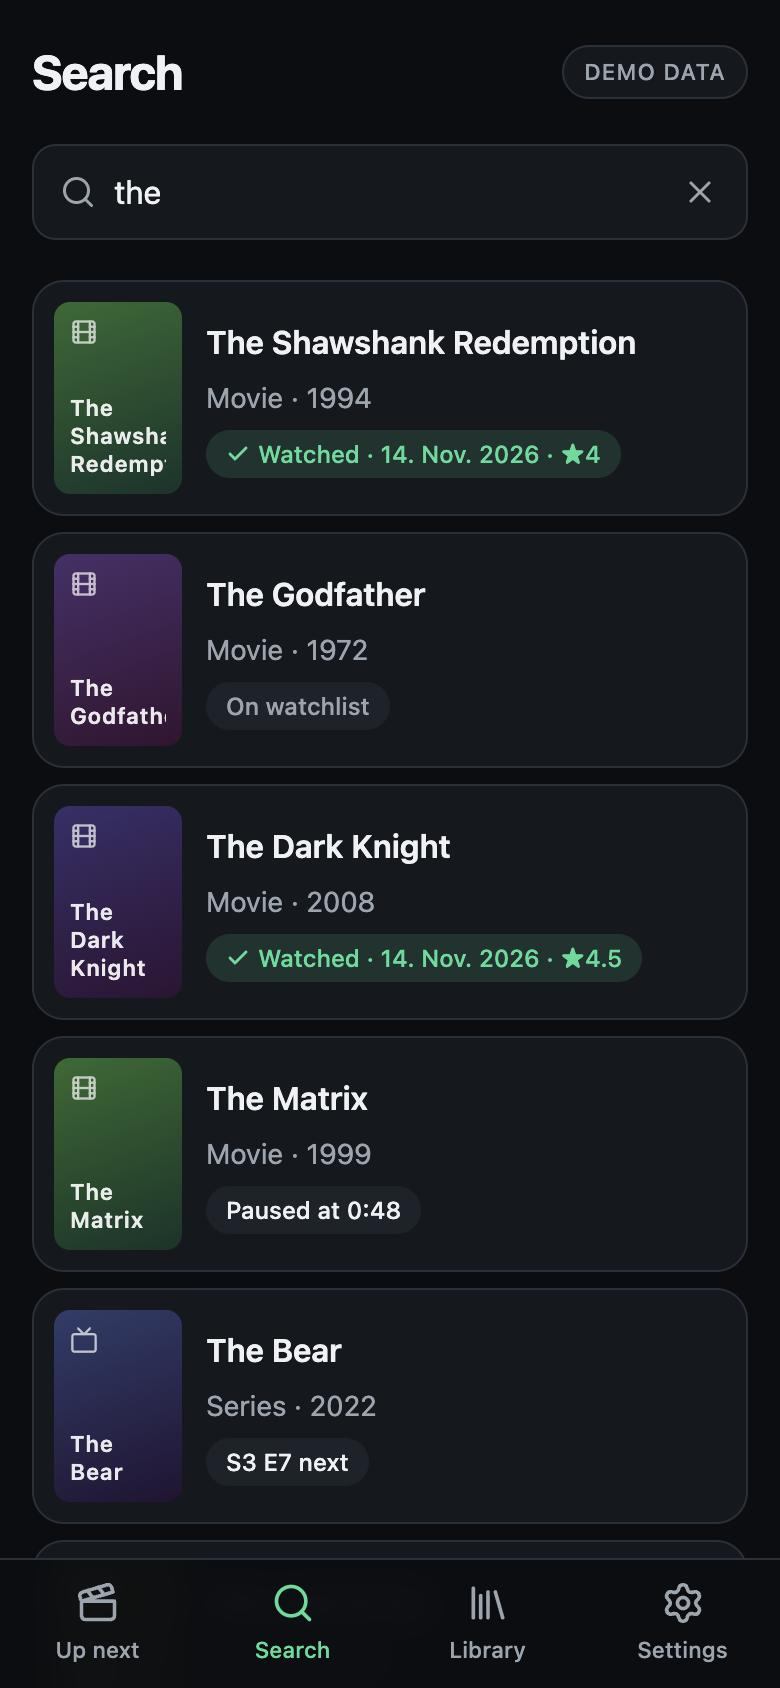 Search
DEMO DATA
the
The
Shawsha
Redemp
The Shawshank Redemption
Movie · 1994
✓ Watched · 14. Nov. 2026 · ★4
The
Godfath
The Godfather
Movie · 1972
On watchlist
The
Dark
Knight
The Dark Knight
Movie · 2008
✓ Watched · 14. Nov. 2026 · ★4.5
The
Matrix
The Matrix
Movie · 1999
Paused at 0:48
The
Bear
The Bear
Series · 2022
S3 E7 next
Up next
Search
Library
Settings